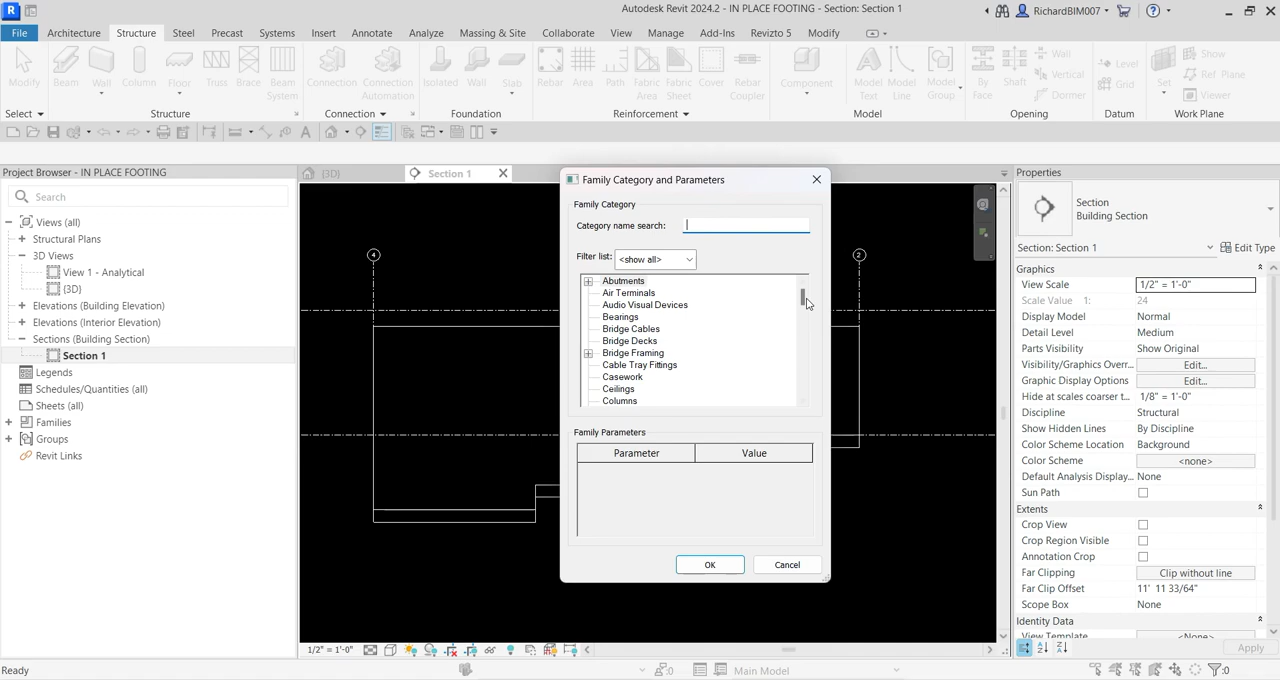 Autodesk Revit 2024.2 - IN PLACE FOOTING - Section: Section 1
RichardBIM007
File Architecture Structure Steel Precast Systems Insert Annotate Analyze Massing & Site Collaborate View Manage Add-Ins Revizto 5 Modify
Modify Beam Wall Column Floor Truss Brace Beam System Connection Connection Automation Isolated Wall Slab Rebar Area Path Fabric Area Fabric Sheet Cover Rebar Coupler Component Model Text Model Line Model Group By Face Shaft Wall Vertical Dormer Level Grid Set Show Ref Plane Viewer
Select Structure Connection Foundation Reinforcement Model Opening Datum Work Plane
Project Browser - IN PLACE FOOTING
Search
Views (all)
Structural Plans
3D Views
View 1 - Analytical
{3D}
Elevations (Building Elevation)
Elevations (Interior Elevation)
Sections (Building Section)
Section 1
Legends
Schedules/Quantities (all)
Sheets (all)
Families
Groups
Revit Links
{3D}
Section 1
4
2
Family Category and Parameters
Family Category
Category name search:
Filter list: <show all>
Abutments
Air Terminals
Audio Visual Devices
Bearings
Bridge Cables
Bridge Decks
Bridge Framing
Cable Tray Fittings
Casework
Ceilings
Columns
Family Parameters
Parameter Value
OK Cancel
Properties
Section
Building Section
Section: Section 1 Edit Type
Graphics
View Scale 1/2" = 1'-0"
Scale Value 1: 24
Display Model Normal
Detail Level Medium
Parts Visibility Show Original
Visibility/Graphics Overr... Edit...
Graphic Display Options Edit...
Hide at scales coarser t... 1/8" = 1'-0"
Discipline Structural
Show Hidden Lines By Discipline
Color Scheme Location Background
Color Scheme <none>
Default Analysis Display... None
Sun Path
Extents
Crop View
Crop Region Visible
Annotation Crop
Far Clipping Clip without line
Far Clip Offset 11' 11 33/64"
Scope Box None
Identity Data
View Template <None>
Apply
1/2" = 1'-0"
Ready
:0
Main Model
:0